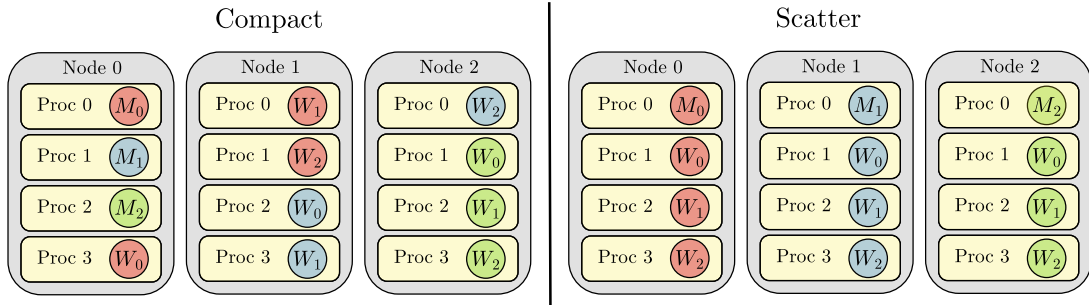 Compact Scatter
Node 0 Node 1 Node 2 Node 0 Node 1 Node 2
Proc 0 M₀ Proc 0 W₁ Proc 0 W₂ Proc 0 M₀ Proc 0 M₁ Proc 0 M₂
Proc 1 M₁ Proc 1 W₂ Proc 1 W₀ Proc 1 W₀ Proc 1 W₀ Proc 1 W₀
Proc 2 M₂ Proc 2 W₀ Proc 2 W₁ Proc 2 W₁ Proc 2 W₁ Proc 2 W₁
Proc 3 W₀ Proc 3 W₁ Proc 3 W₂ Proc 3 W₂ Proc 3 W₂ Proc 3 W₂